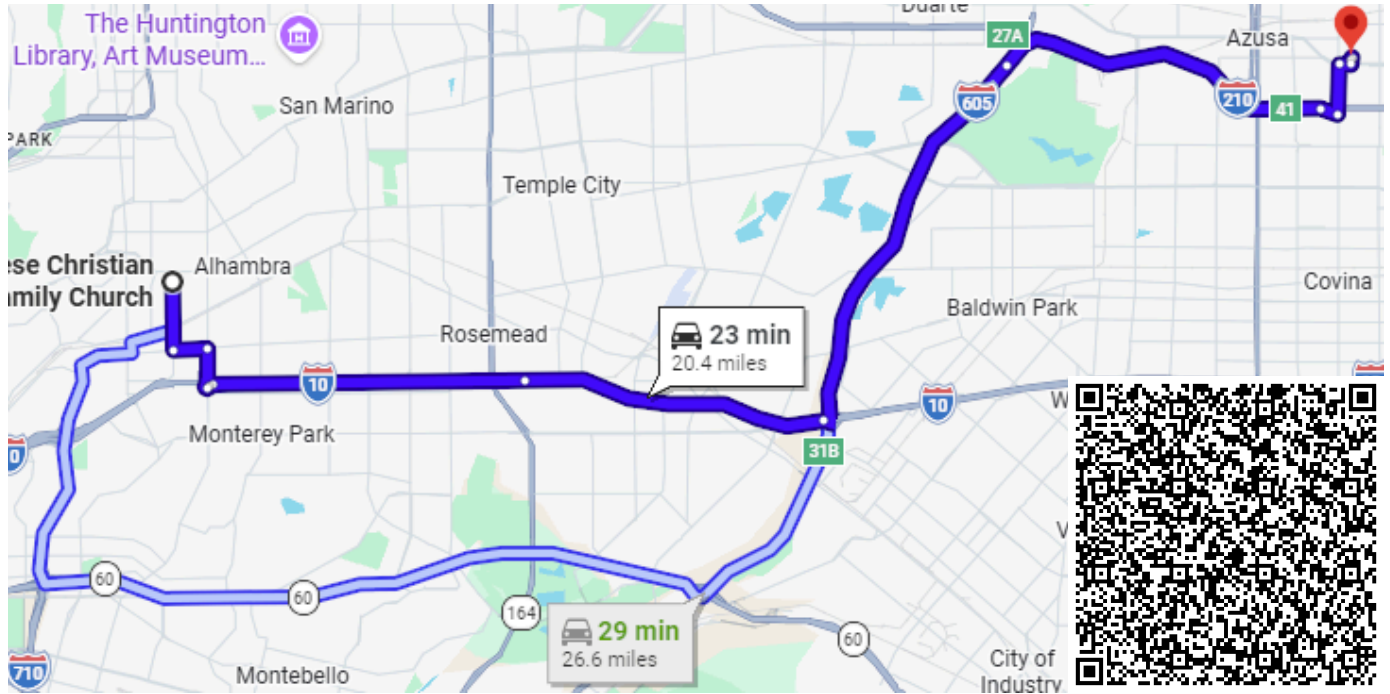 Duarte
The Huntington
Library, Art Museum...
27A
Azusa
605
210
41
San Marino
PARK
Temple City
ese Christian
amily Church
Alhambra
Covina
Baldwin Park
Rosemead
23 min
20.4 miles
10
10
Monterey Park
31B
0
W
V
60
60
164
29 min
26.6 miles
60
710
Montebello
City of
Industry